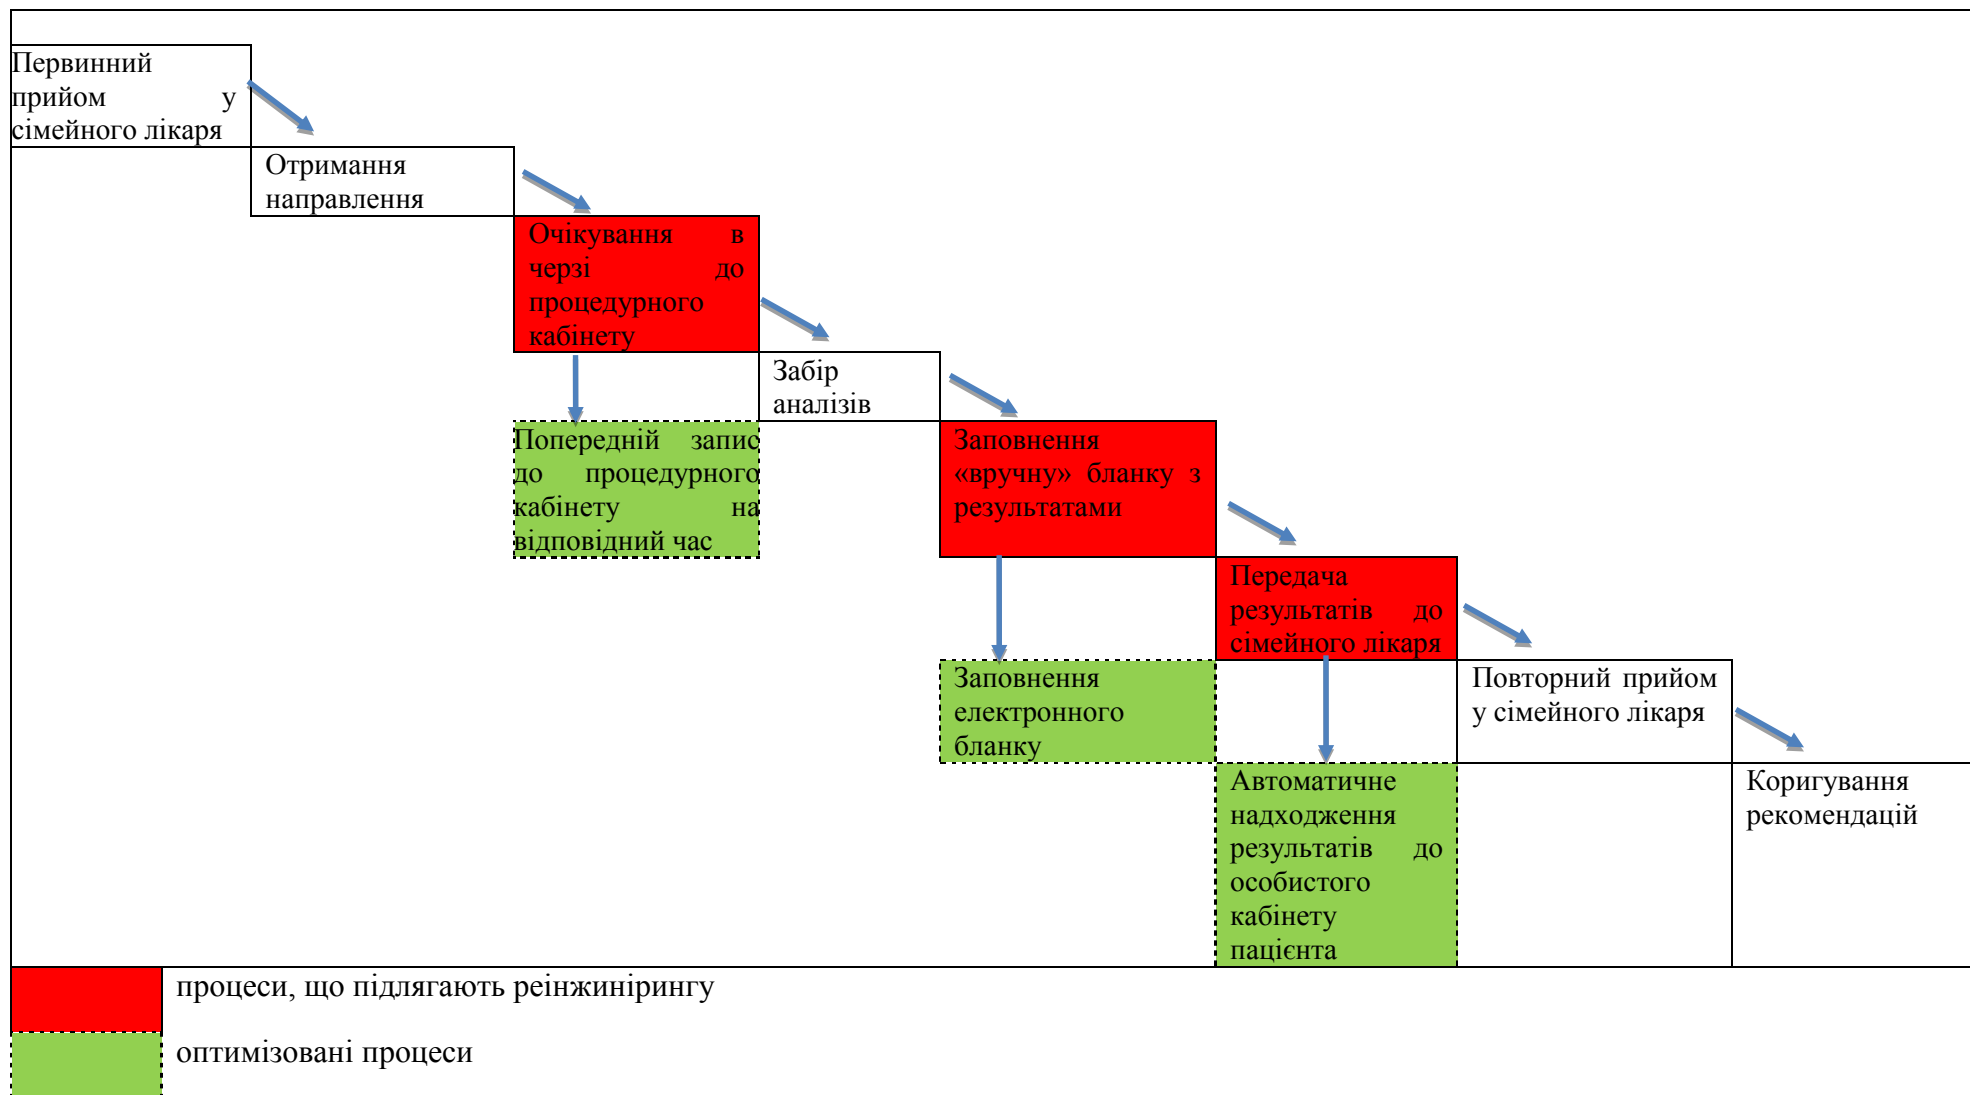 Первинний
прийом у
сімейного лікаря
Отримання
направлення
Очікування в
черзі до
процедурного
кабінету
Забір
аналізів
Попередній запис
до процедурного
кабінету на
відповідний час
Заповнення
«вручну» бланку з
результатами
Передача
результатів до
сімейного лікаря
Заповнення
електронного
бланку
Повторний прийом
у сімейного лікаря
Автоматичне
надходження
результатів до
особистого
кабінету
пацієнта
Коригування
рекомендацій
процеси, що підлягають реінжинірингу
оптимізовані процеси